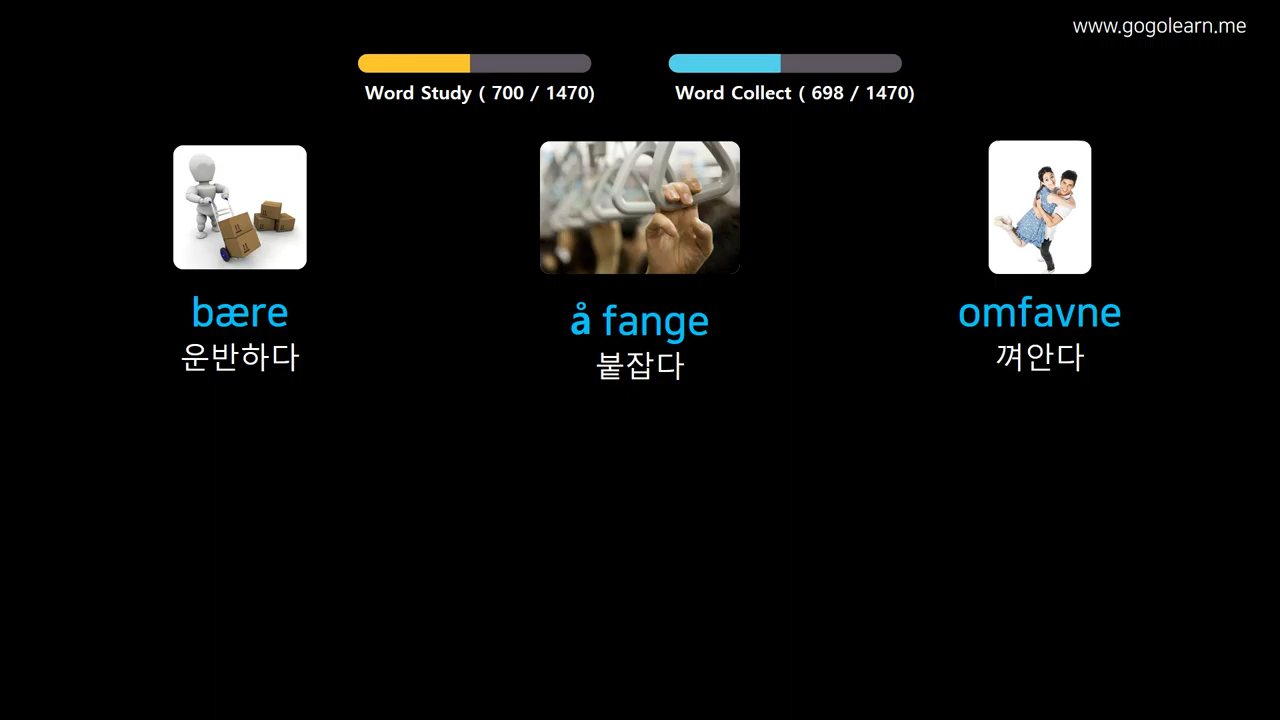 www.gogolearn.me
Word Study ( 700 / 1470)
Word Collect ( 698 / 1470)
bære
운반하다
å fange
붙잡다
omfavne
껴안다